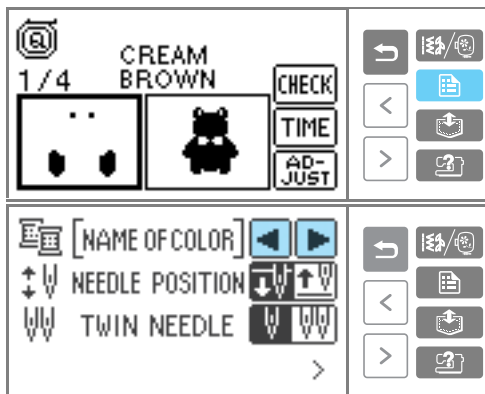 CREAM
1/4 BROWN
CHECK
TIME
AD-
JUST
[NAME OF COLOR]
NEEDLE POSITION
TWIN NEEDLE